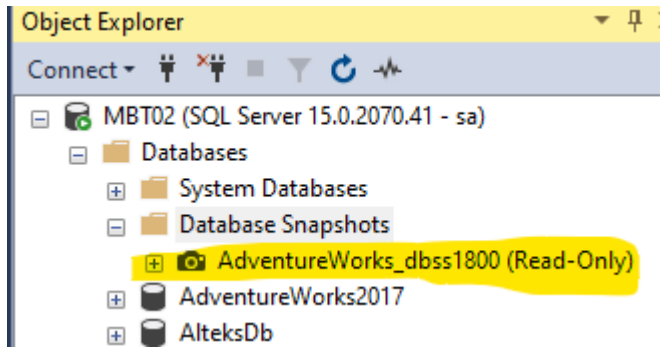 Object Explorer
Connect
MBT02 (SQL Server 15.0.2070.41 - sa)
Databases
System Databases
Database Snapshots
AdventureWorks_dbss1800 (Read-Only)
AdventureWorks2017
AlteksDb